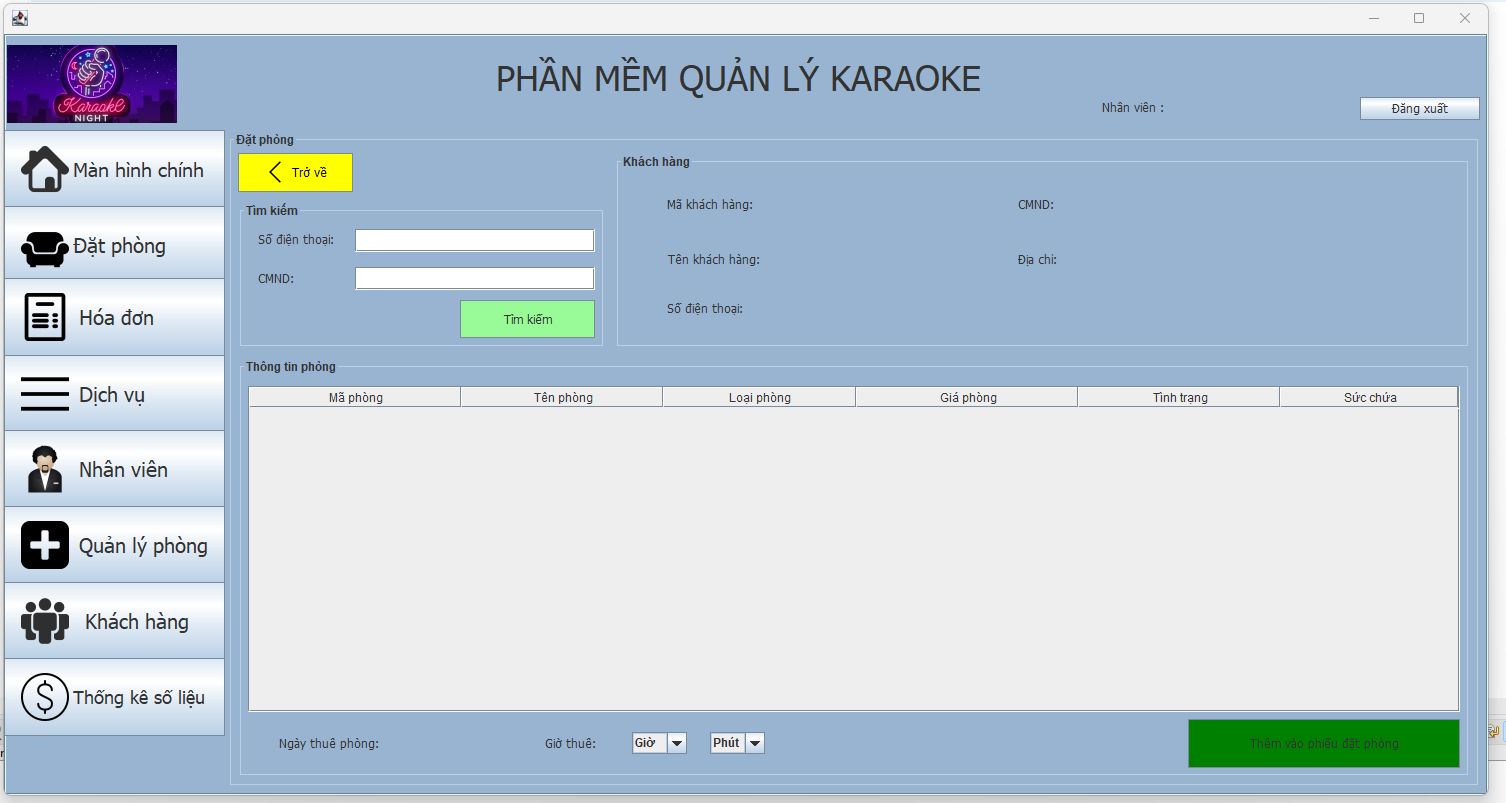 Karaoke
NIGHT
PHẦN MỀM QUẢN LÝ KARAOKE
Nhân viên :
Đăng xuất
Màn hình chính
Đặt phòng
Hóa đơn
Dịch vụ
Nhân viên
Quản lý phòng
Khách hàng
Thống kê số liệu
Đặt phòng
Trở về
Tìm kiếm
Số điện thoại:
CMND:
Tìm kiếm
Khách hàng
Mã khách hàng:
CMND:
Tên khách hàng:
Địa chỉ:
Số điện thoại:
Thông tin phòng
Mã phòng Tên phòng Loại phòng Giá phòng Tình trạng Sức chứa
Ngày thuê phòng:
Giờ thuê:
Giờ
Phút
Thêm vào phiếu đặt phòng